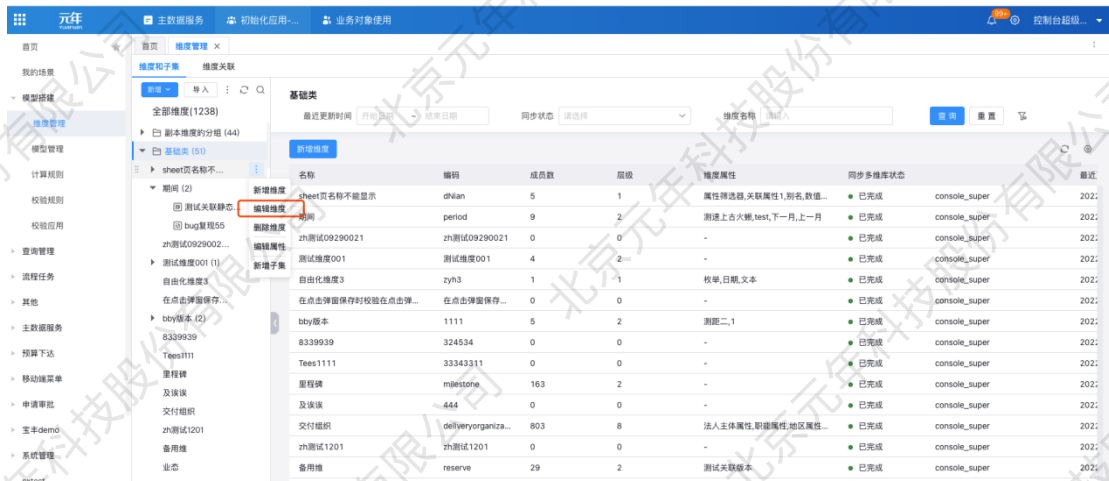 元年 yuannian 主数据服务 初始化应用-... 业务对象使用 99+ 控制台超级...
首页 首页 维度管理 ×
我的场景 维度和子集 维度关联
模型搭建 新增 导入 基础类
维度管理 全部维度(1238) 最近更新时间 开始日期 ~ 结束日期 同步状态 请选择 维度名称 请输入 查询 重置
模型管理 副本维度的分组 (44)
计算规则 基础类 (51) 新增维度
校验规则 sheet页名称不... 名称 编码 成员数 层级 维度属性 同步多维库状态 最近
校验应用 期间 (2) 新增维度 sheet页名称不能显示 dNian 5 1 属性筛选器,关联属性1,别名,数值... 已完成 console_super 2022
测试关联静态... 编辑维度 期间 period 9 2 测速上古火蜥,test,下一月,上一月 已完成 console_super 2022
bug复现55 删除维度 zh测试09290021 zh测试09290021 0 0 - 已完成 console_super 2022
查询管理 zh测试0929002... 编辑属性 测试维度001 测试维度001 4 2 - 已完成 console_super 2022
流程任务 测试维度001 (1) 新增子集 自由化维度3 zyh3 1 1 枚举,日期,文本 已完成 console_super 2022
其他 自由化维度3 在点击弹窗保存时校验在点击弹... 在点击弹窗保存... 0 0 - 已完成 console_super 2022
主数据服务 在点击弹窗保存... bby版本 1111 5 2 测距二,1 已完成 console_super 2022
预算下达 bby版本 (2) 8339939 324534 0 0 - 已完成 console_super 2022
移动端菜单 8339939 Tees1111 33343311 0 0 - 已完成 console_super 2022
申请审批 Tees1111 里程碑 milestone 163 2 - 已完成 console_super 2022
宝丰demo 里程碑 及诶诶 444 0 0 - 已完成 console_super 2022
系统管理 及诶诶 交付组织 deliveryorganiza... 803 8 法人主体属性,职能属性,地区属性... 已完成 console_super 2022
交付组织 zh测试1201 zh测试1201 0 0 - 已完成 console_super 2022
zh测试1201 备用维 reserve 29 2 测试关联版本 已完成 console_super 2022
备用维
业态
北京元年科技股份有限公司